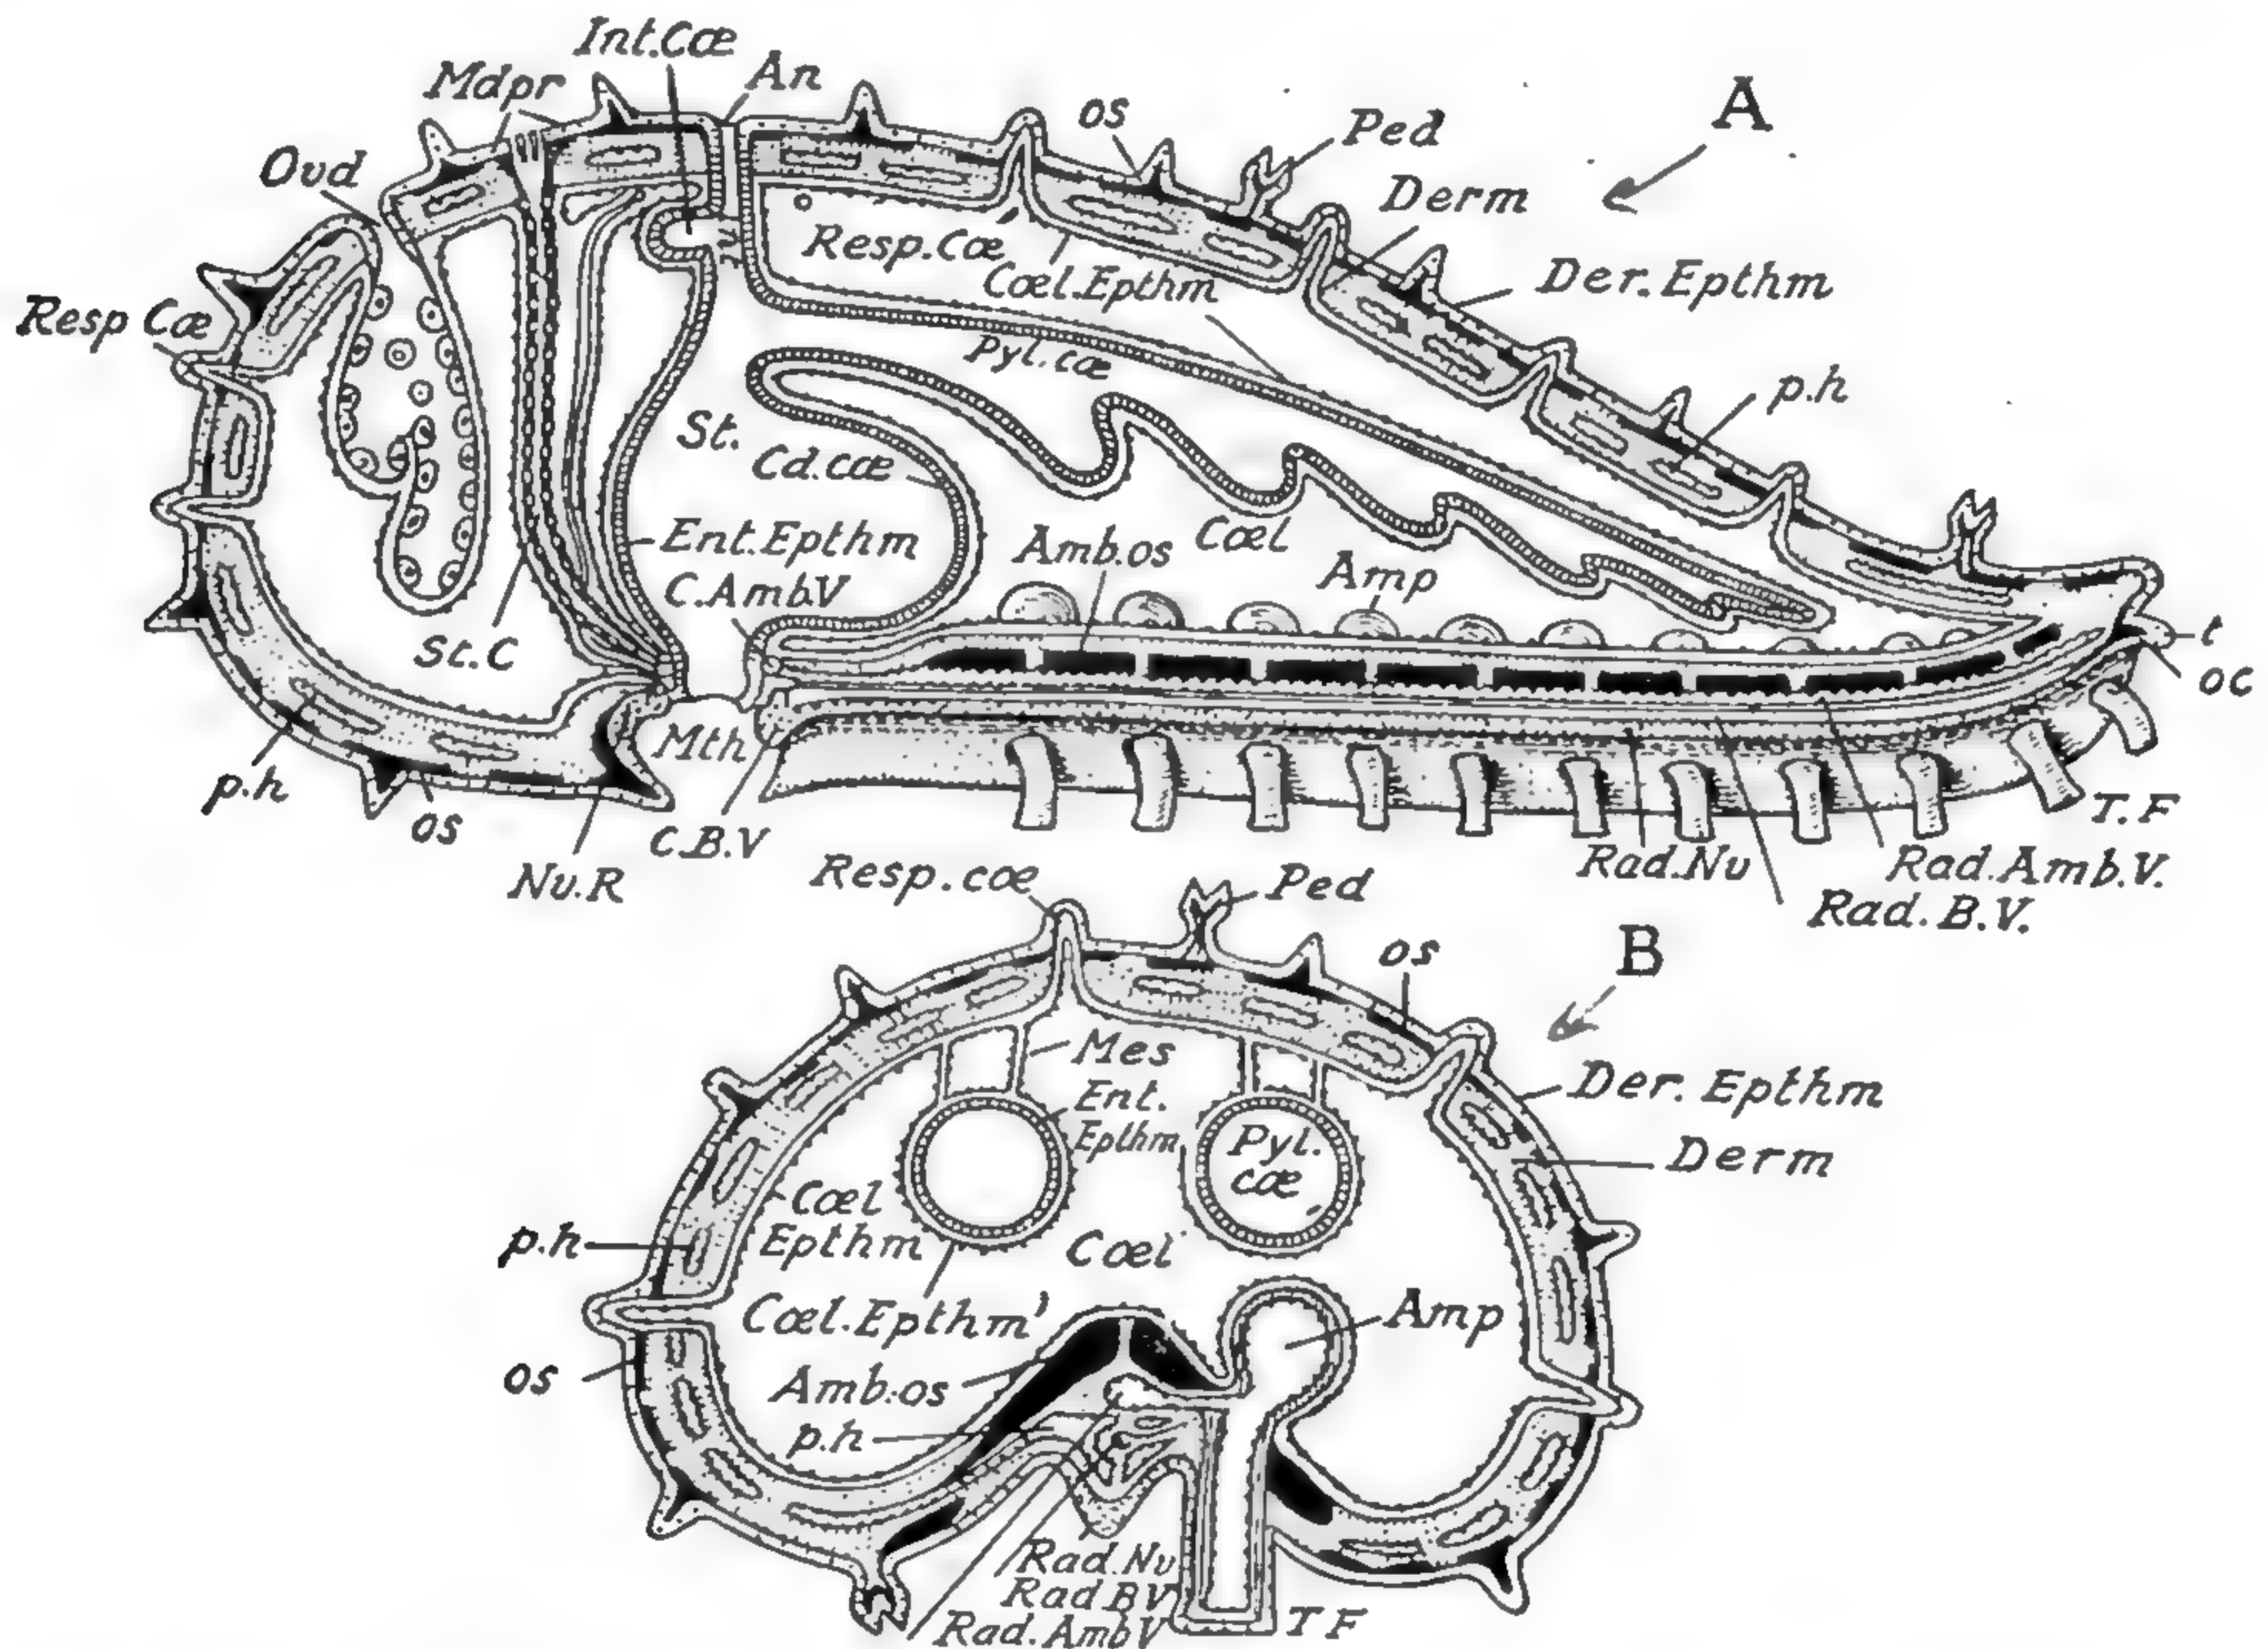 Int.Cœ
Mdpr
An
A
os
Ped
Ovd
Derm
Resp.Cœ
Cœl.Epthm
Der.Epthm
Resp Cœ
Pyl.cœ
p.h
St.
Cd.cœ
Ent.Epthm
Amb.os
Cœl
Amp
C.Amb.V
St.C
t
oc
Mth
p.h
os
C.B.V
T.F
Nv.R
Rad.Nv
Rad.Amb.V.
Rad.B.V.
Resp.cœ
Ped
B
os
Mes
Der. Epthm
Ent.
Epthm
Pyl.
cœ
Derm
Cœl
Epthm
p.h
Cœl
Cœl.Epthm'
Amp
os
Amb.os
p.h
Rad.Nv
Rad BV
Rad.AmbV
T F